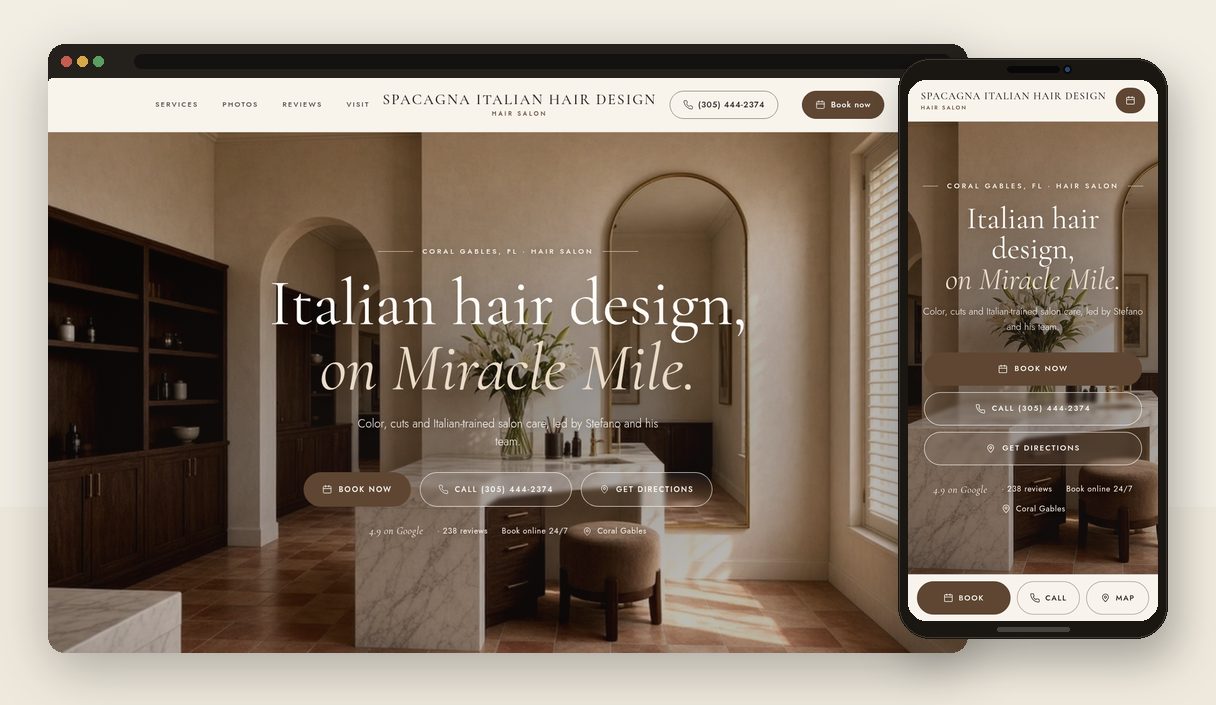 SERVICES PHOTOS REVIEWS VISIT SPACAGNA ITALIAN HAIR DESIGN (305) 444-2374 Book now
HAIR SALON
CORAL GABLES, FL · HAIR SALON
Italian hair design,
on Miracle Mile.
Color, cuts and Italian-trained salon care, led by Stefano and his
team.
BOOK NOW CALL (305) 444-2374 GET DIRECTIONS
4.9 on Google · 238 reviews Book online 24/7 Coral Gables
SPACAGNA ITALIAN HAIR DESIGN
HAIR SALON
CORAL GABLES, FL · HAIR SALON
Italian hair
design,
on Miracle Mile.
Color, cuts and Italian-trained salon care, led by Stefano
and his team.
BOOK NOW
CALL (305) 444-2374
GET DIRECTIONS
4.9 on Google · 238 reviews Book online 24/7
Coral Gables
BOOK CALL MAP